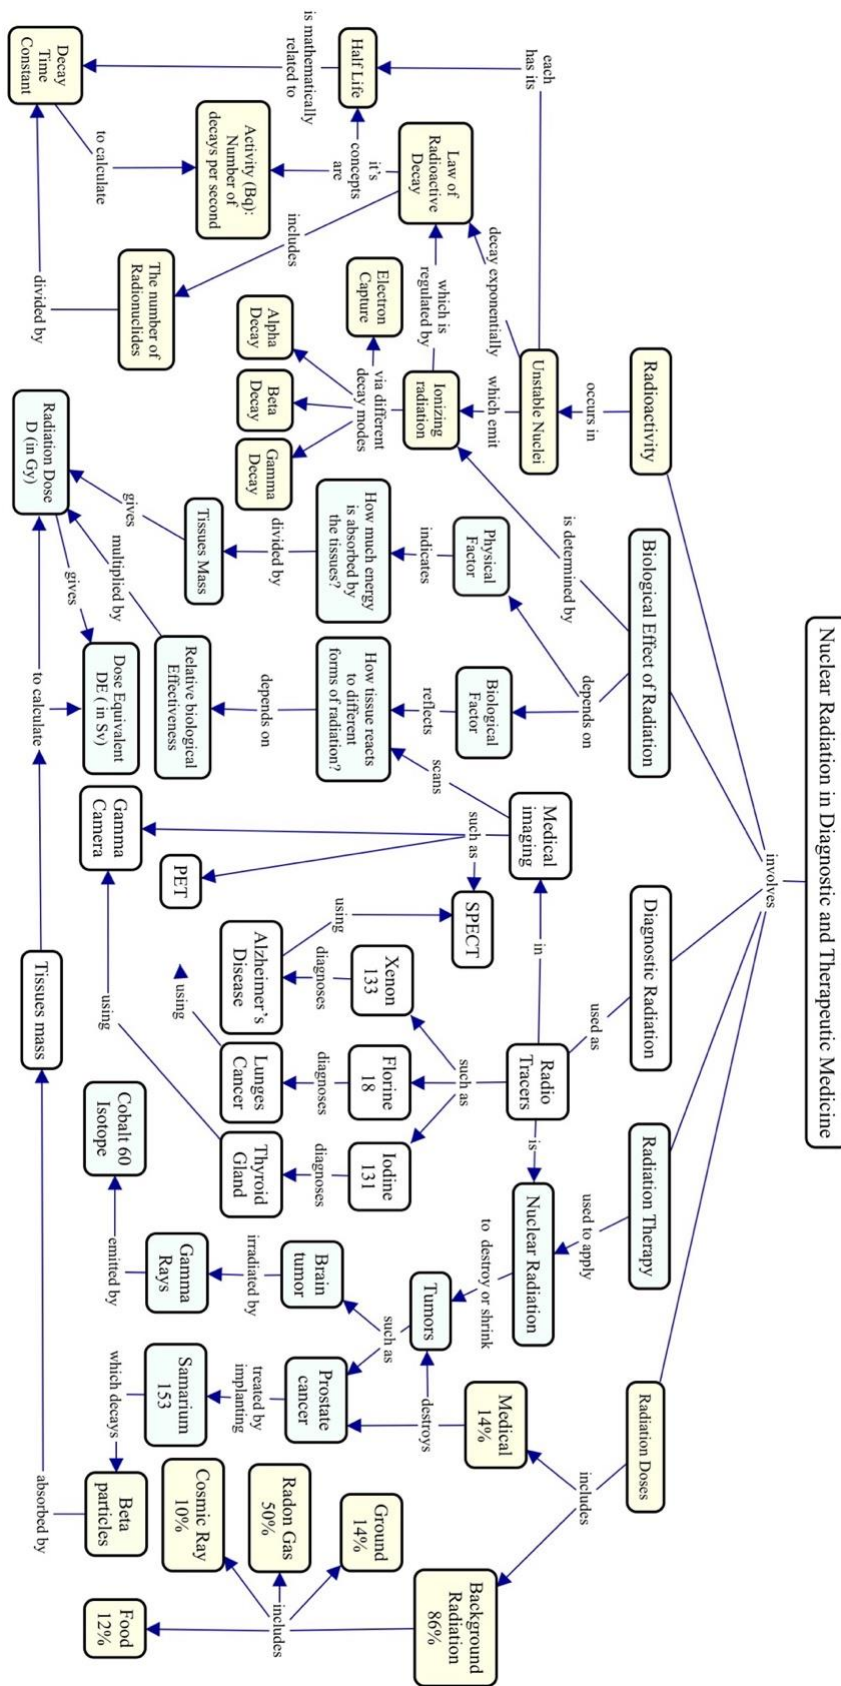 Nuclear Radiation in Diagnostic and Therapeutic Medicine
involves
Radioactivity
Biological Effect of Radiation
Diagnostic Radiation
Radiation Therapy
Radiation Doses
occurs in
is determined by
depends on
used as
used to apply
includes
each
has its
Unstable Nuclei
decay exponentially
which emit
Physical
Factor
Biological
Factor
Medical
imaging
in
Radio
Tracers
is
Nuclear Radiation
to destroy or shrink
Medical
14%
Background
Radiation
86%
Half Life
it's
concepts
are
Law of
Radioactive
Decay
which is
regulated by
Ionizing
radiation
indicates
reflects
scans
such as
SPECT
such as
Tumors
destroys
is mathematically
related to
includes
Electron
Capture
via different
decay modes
How much energy
is absorbed by
the tissues?
How tissue reacts
to different
forms of radiation?
Xenon
133
Florine
18
Iodine
131
such as
Ground
14%
Activity (Bq):
Number of
decays per second
Alpha
Decay
Beta
Decay
Gamma
Decay
divided by
depends on
using
diagnoses
diagnoses
diagnoses
Brain
tumor
Prostate
cancer
Radon Gas
50%
includes
to calculate
The number of
Radionuclides
Tissues Mass
Relative biological
Effectiveness
PET
Alzheimer's
Disease
Lunges
Cancer
Thyroid
Gland
irradiated by
treated by
implanting
Cosmic Ray
10%
Decay
Time
Constant
divided by
gives
multiplied by
using
using
Gamma
Rays
Samarium
153
Food
12%
Radiation Dose
D (in Gy)
gives
Dose Equivalent
DE ( in Sv)
Gamma
Camera
Cobalt 60
Isotope
emitted by
which decays
Beta
particles
to calculate
Tissues mass
absorbed by